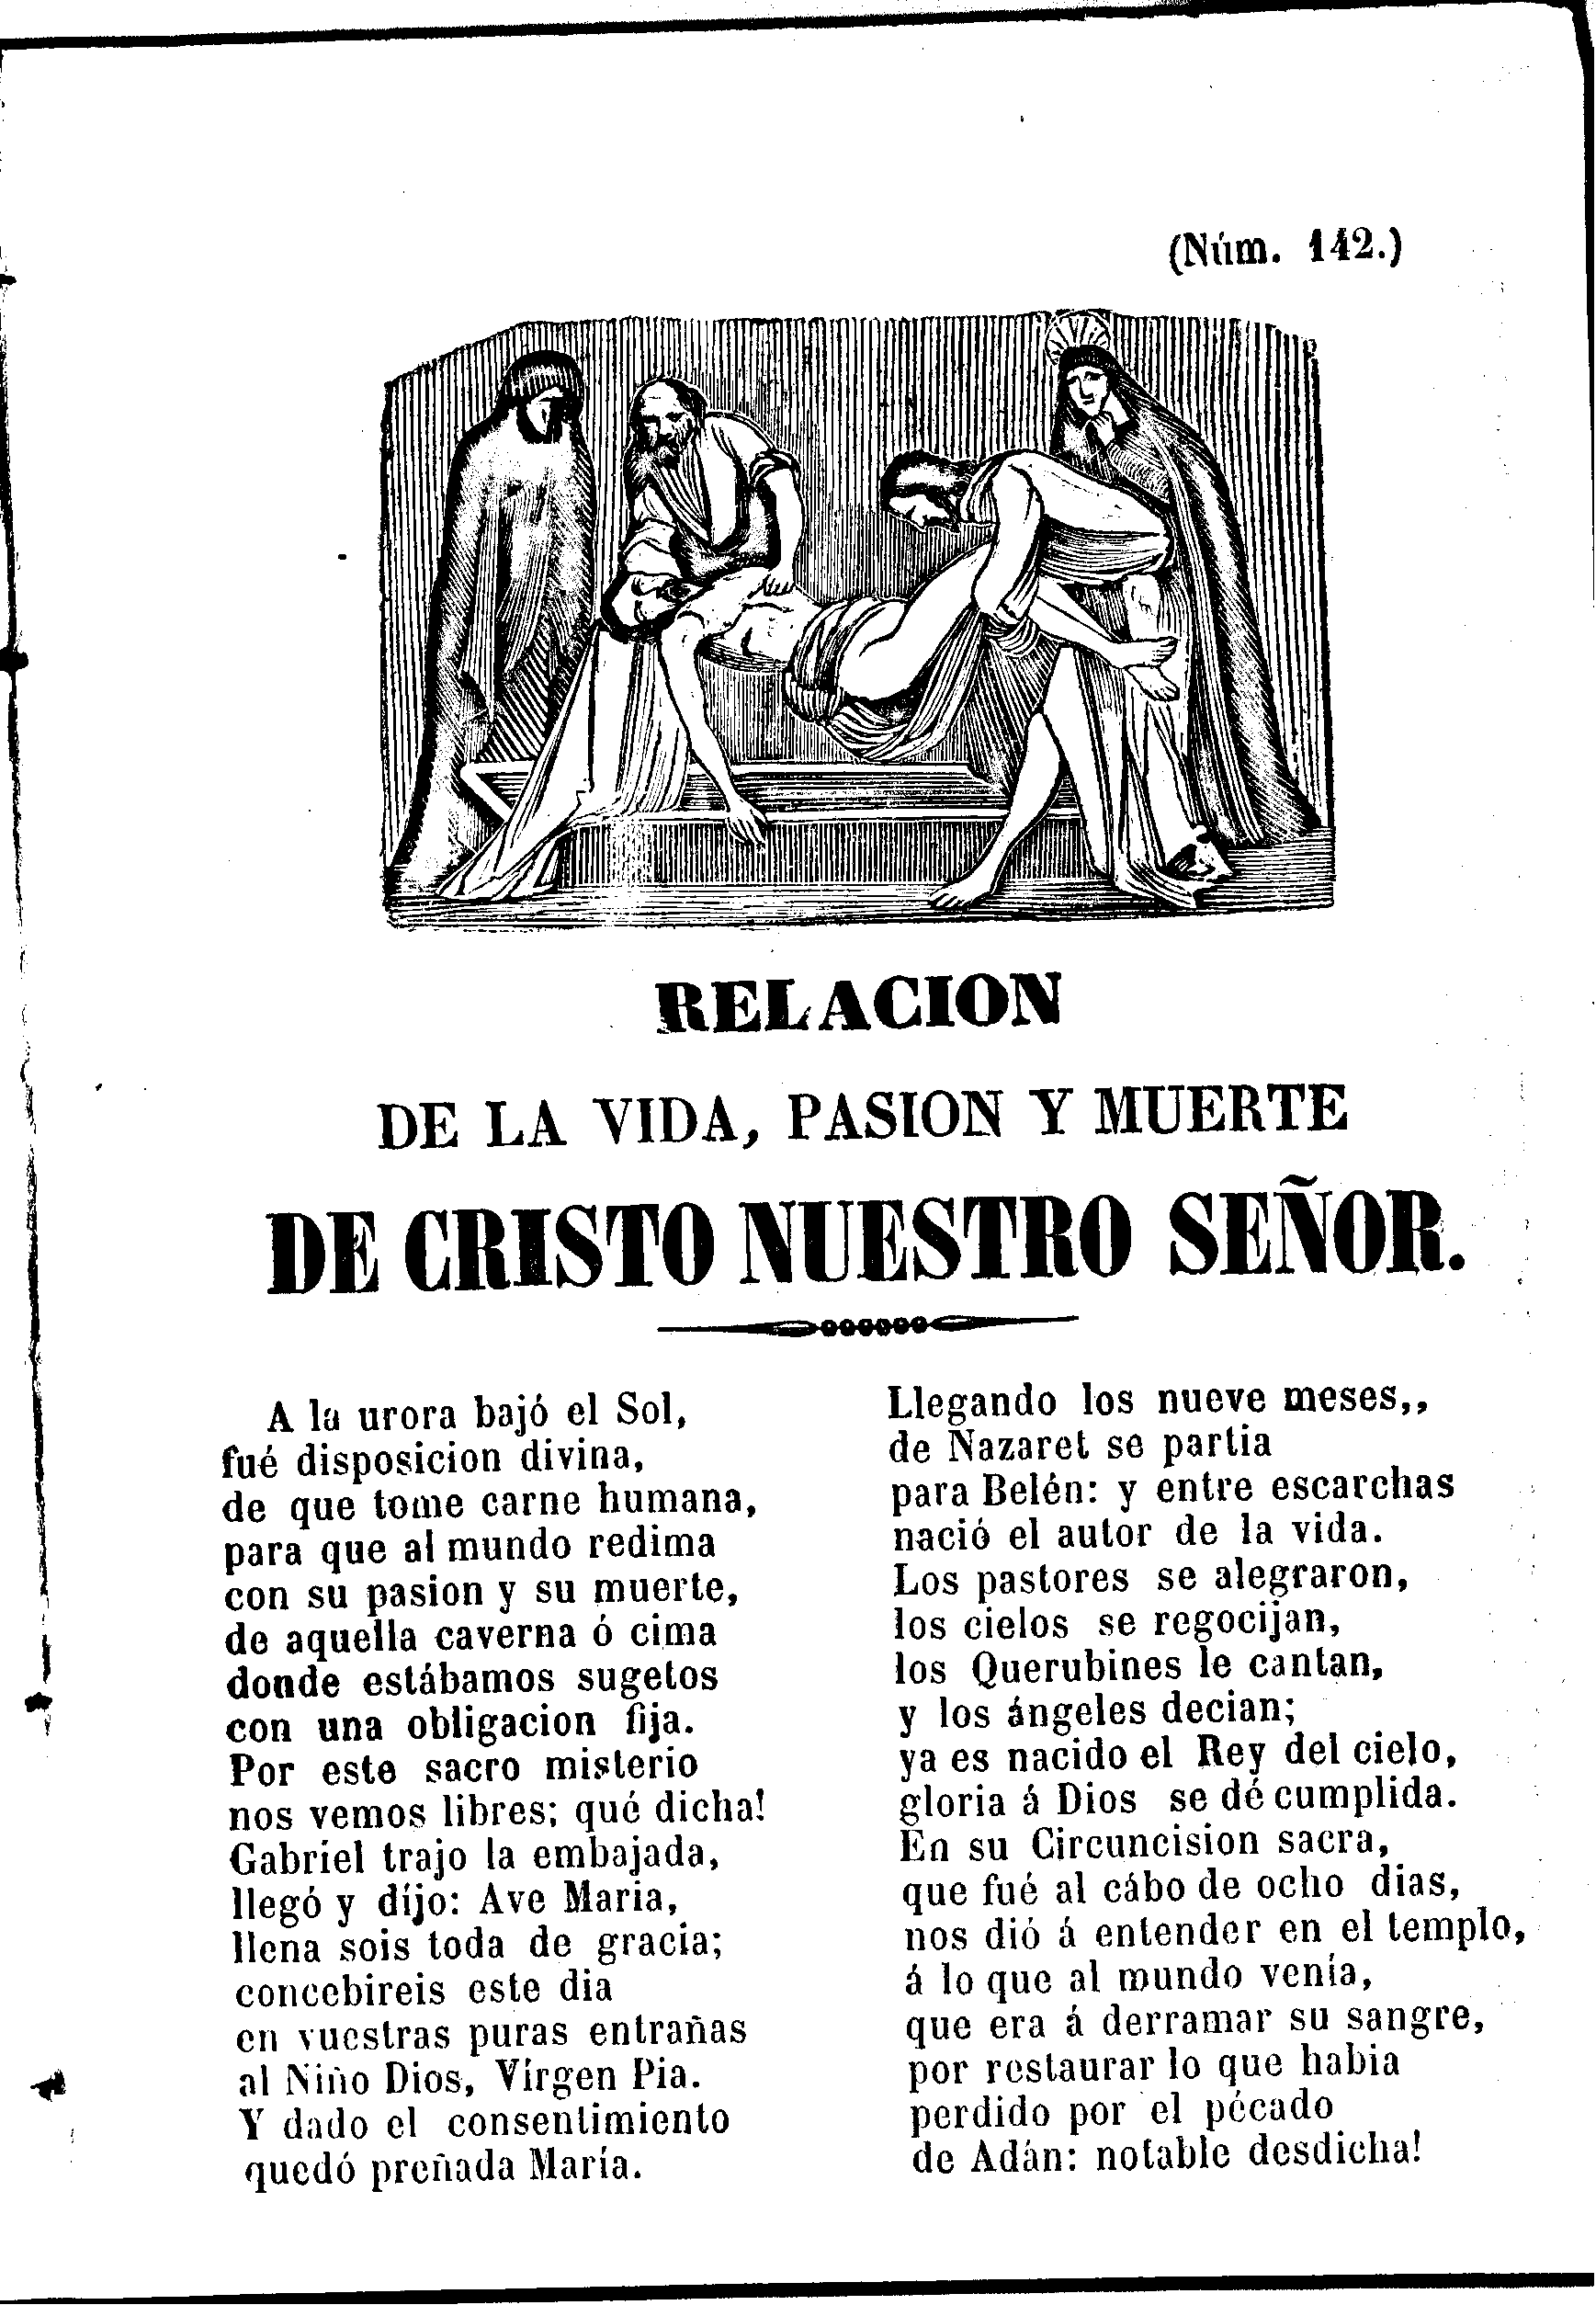 (Núm. 142.)
RELACION
DE LA VIDA, PASION Y MUERTE
DE CRISTO NUESTRO SEÑOR.
A la urora bajó el Sol,
fué disposicion divina,
de que tome carne humana,
para que al mundo redima
con su pasion y su muerte,
de aquella caverna ó cima
donde estábamos sugetos
con una obligacion fija.
Por este sacro misterio
nos vemos libres; qué dicha!
Gabriel trajo la embajada,
llegó y díjo: Ave Maria,
llena sois toda de gracia;
concebireis este dia
en vuestras puras entrañas
al Niño Dios, Vírgen Pia.
Y dado el consentimiento
quedó preñada María.
Llegando los nueve meses,,
de Nazaret se partia
para Belén: y entre escarchas
nació el autor de la vida.
Los pastores se alegraron,
los cielos se regocijan,
los Querubines le cantan,
y los ángeles decian;
ya es nacido el Rey del cielo,
gloria á Dios se dé cumplida.
En su Circuncision sacra,
que fué al cábo de ocho dias,
nos dió á entender en el templo,
á lo que al mundo venía,
que era á derramar su sangre,
por restaurar lo que habia
perdido por el pécado
de Adán: notable desdicha!